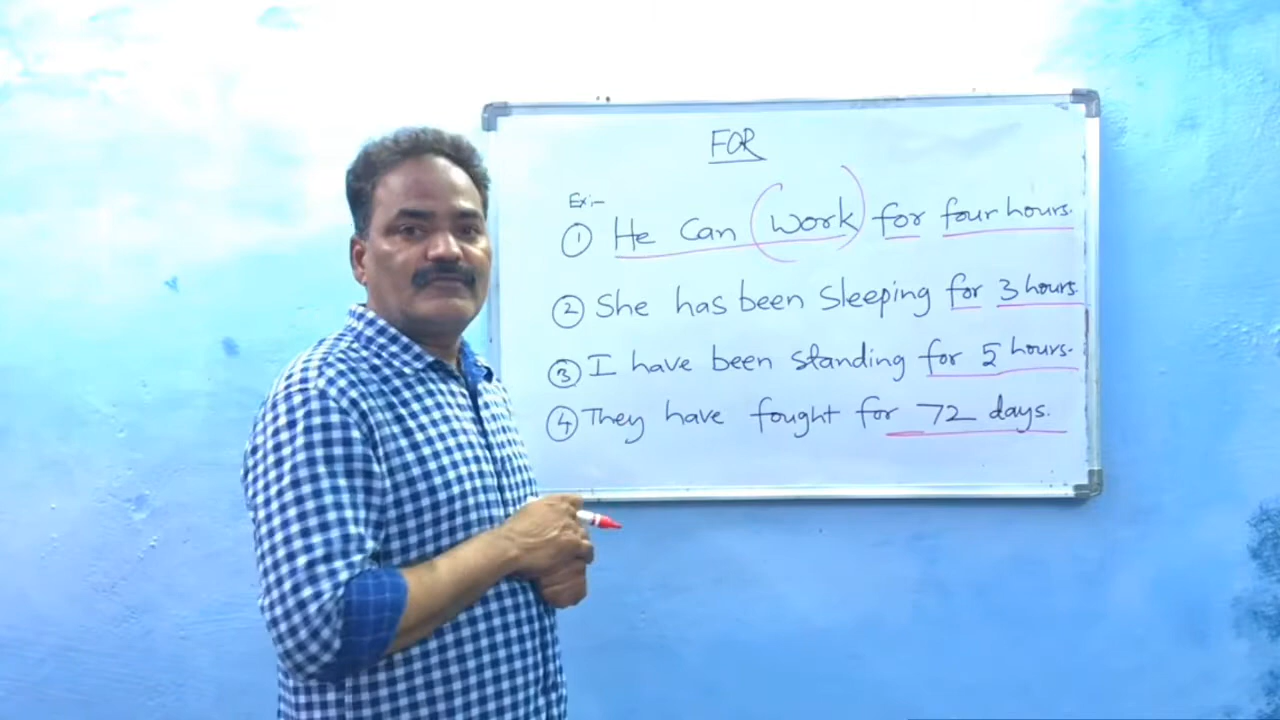 FOR
Ex:-
① He Can (work) for four hours.
② She has been Sleeping for 3 hours.
③ I have been standing for 5 hours.
④ They have fought for 72 days.